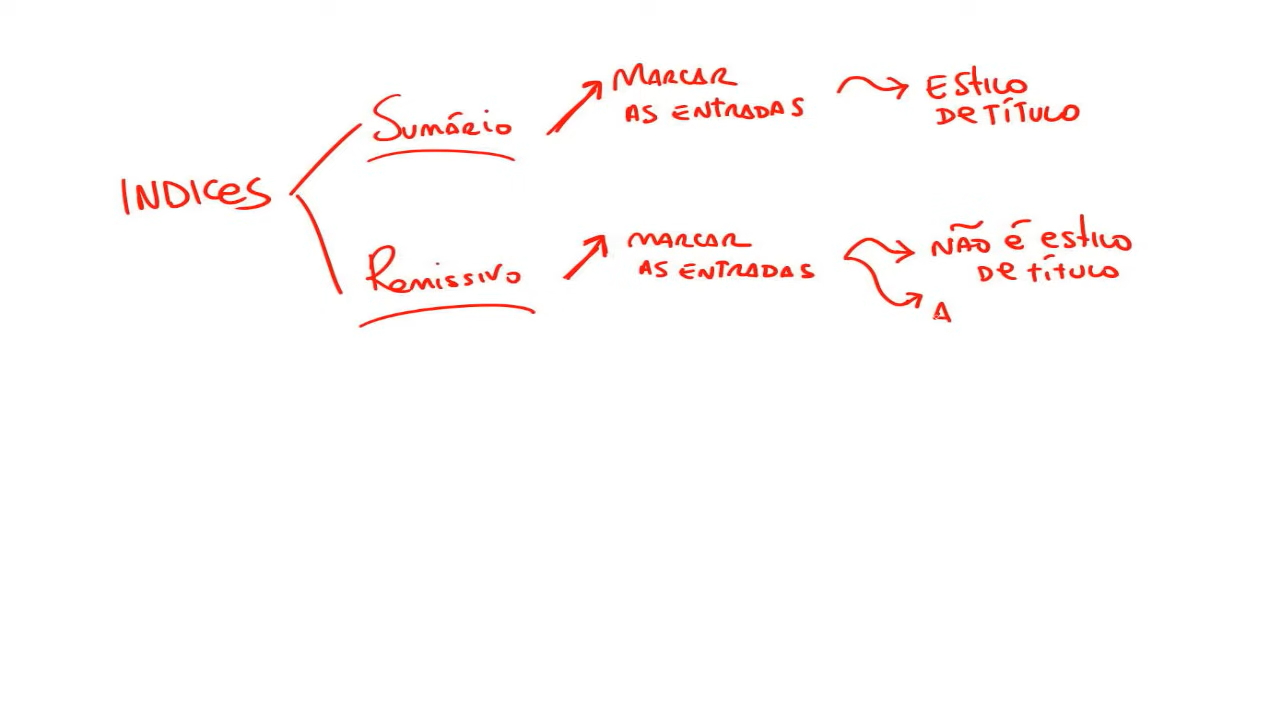 INDICES
Sumário
MARCAR
AS ENTRADAS
ESTILO
DE TÍTULO
Remissivo
MARCAR
AS ENTRADAS
NÃO É ESTILO
DE TÍTULO
A